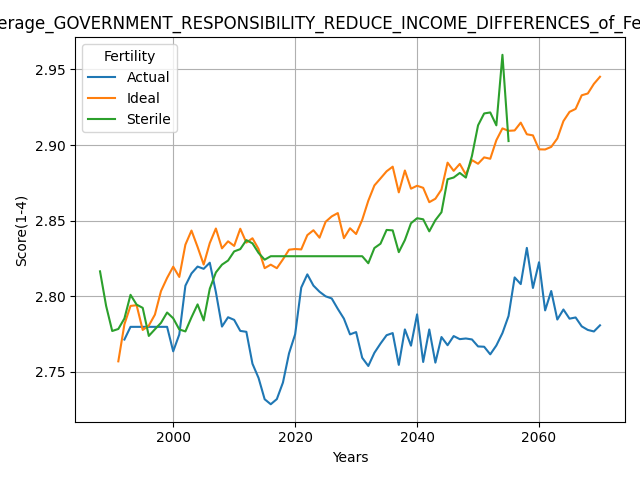 erage_GOVERNMENT_RESPONSIBILITY_REDUCE_INCOME_DIFFERENCES_of_Fe
Fertility
Actual
Ideal
Sterile
Score(1-4)
2.95
2.90
2.85
2.80
2.75
2000 2020 2040 2060
Years